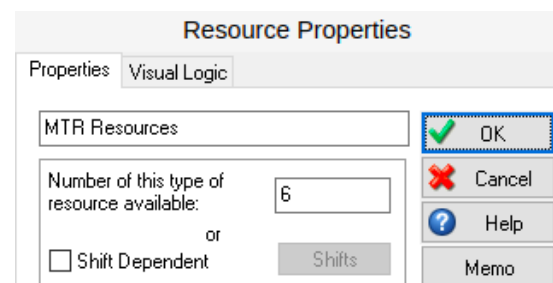 Resource Properties
Properties Visual Logic
MTR Resources
OK
Number of this type of
resource available:
6
Cancel
Help
or
Shift Dependent
Shifts
Memo